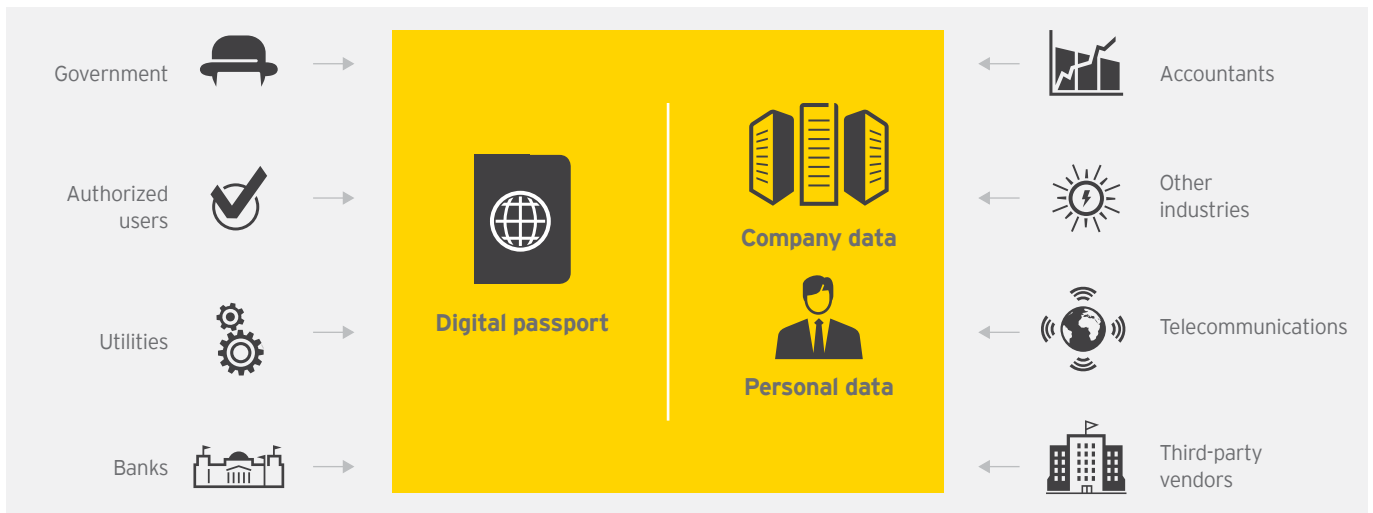 Government
Authorized
users
Utilities
Banks
Digital passport
Company data
Personal data
Accountants
Other
industries
Telecommunications
Third-party
vendors